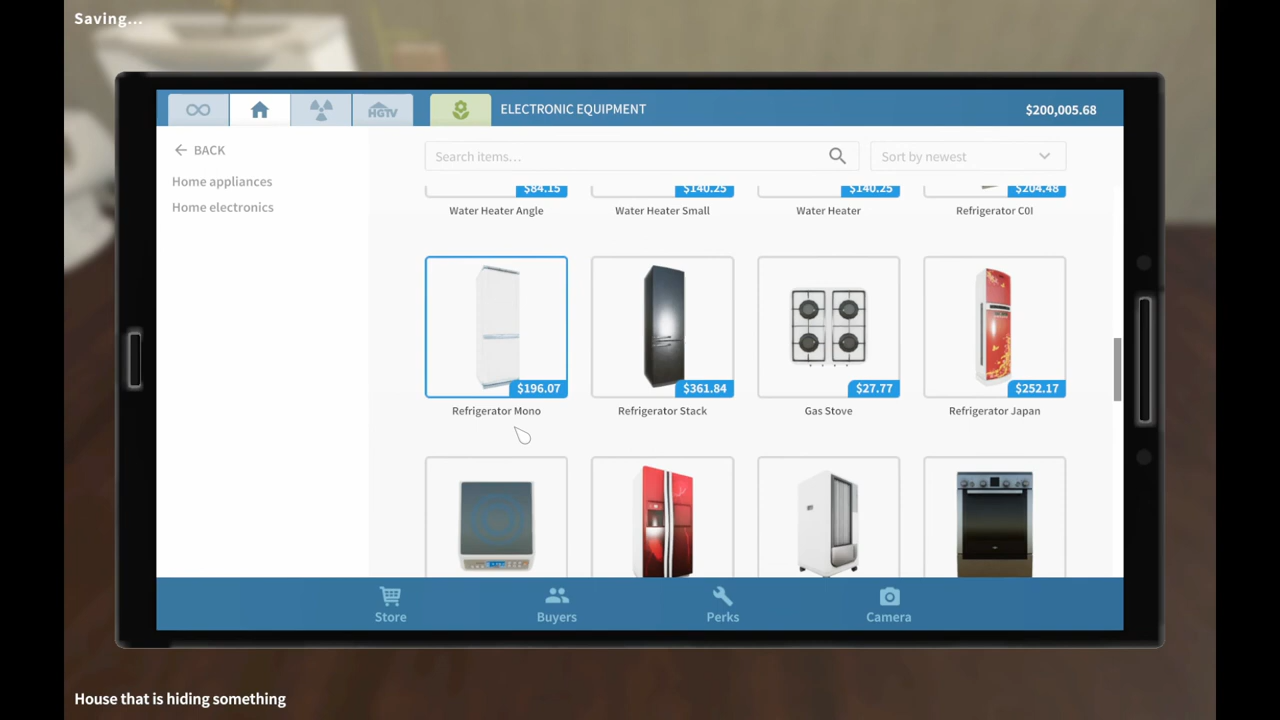 Saving...
HGTV
ELECTRONIC EQUIPMENT
$200,005.68
BACK
Search items...
Sort by newest
Home appliances
Home electronics
$84.15
$140.25
$140.25
$204.48
Water Heater Angle
Water Heater Small
Water Heater
Refrigerator C0I
$196.07
$361.84
$27.77
$252.17
Refrigerator Mono
Refrigerator Stack
Gas Stove
Refrigerator Japan
Store
Buyers
Perks
Camera
House that is hiding something